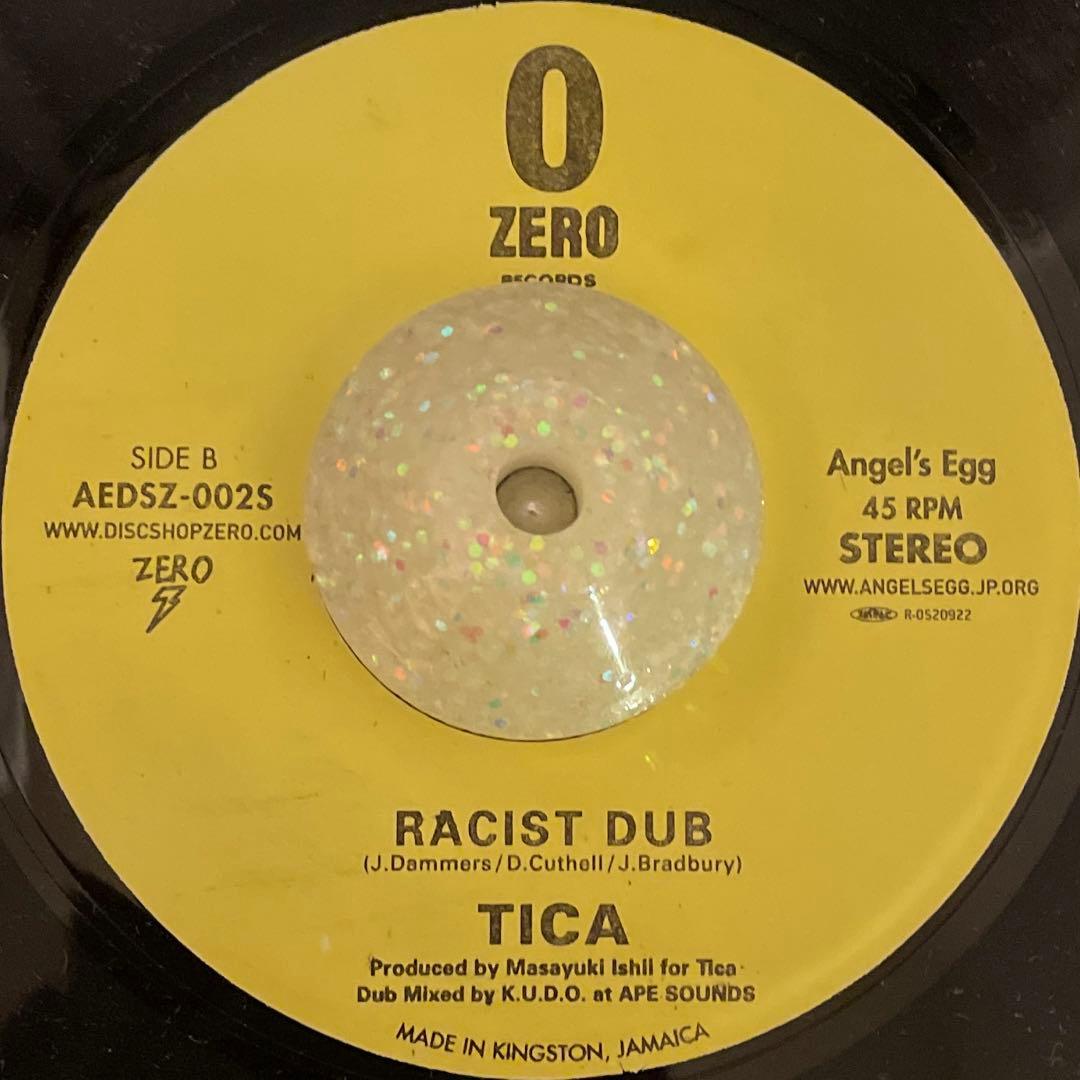 0
ZERO
RECORDS
SIDE B
AEDSZ-002S
WWW.DISCSHOPZERO.COM
ZERO
Angel's Egg
45 RPM
STEREO
WWW.ANGELSEGG.JP.ORG
R-0520922
RACIST DUB
(J.Dammers/D.Cuthell/J.Bradbury)
TICA
Produced by Masayuki Ishii for Tica
Dub Mixed by K.U.D.O. at APE SOUNDS
MADE IN KINGSTON, JAMAICA